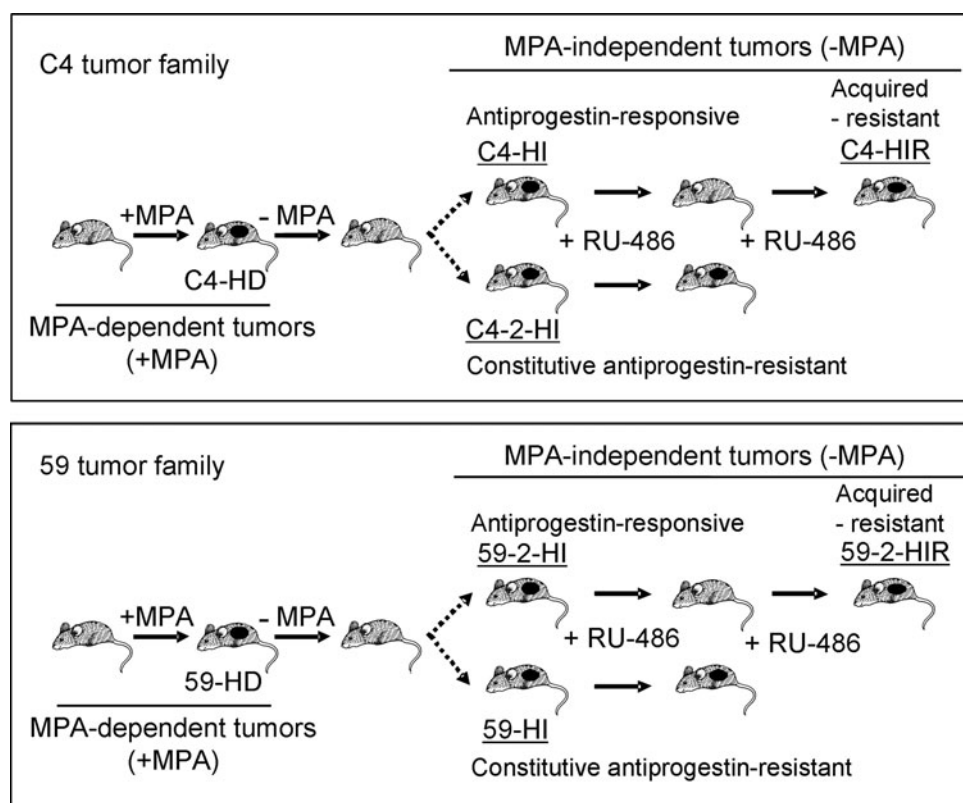 C4 tumor family
MPA-independent tumors (-MPA)
Antiprogestin-responsive
Acquired
- resistant
C4-HI
C4-HIR
+MPA
- MPA
C4-HD
+ RU-486
+ RU-486
MPA-dependent tumors
(+MPA)
C4-2-HI
Constitutive antiprogestin-resistant
59 tumor family
MPA-independent tumors (-MPA)
Antiprogestin-responsive
Acquired
- resistant
59-2-HI
59-2-HIR
+MPA
- MPA
59-HD
+ RU-486
+ RU-486
MPA-dependent tumors
(+MPA)
59-HI
Constitutive antiprogestin-resistant